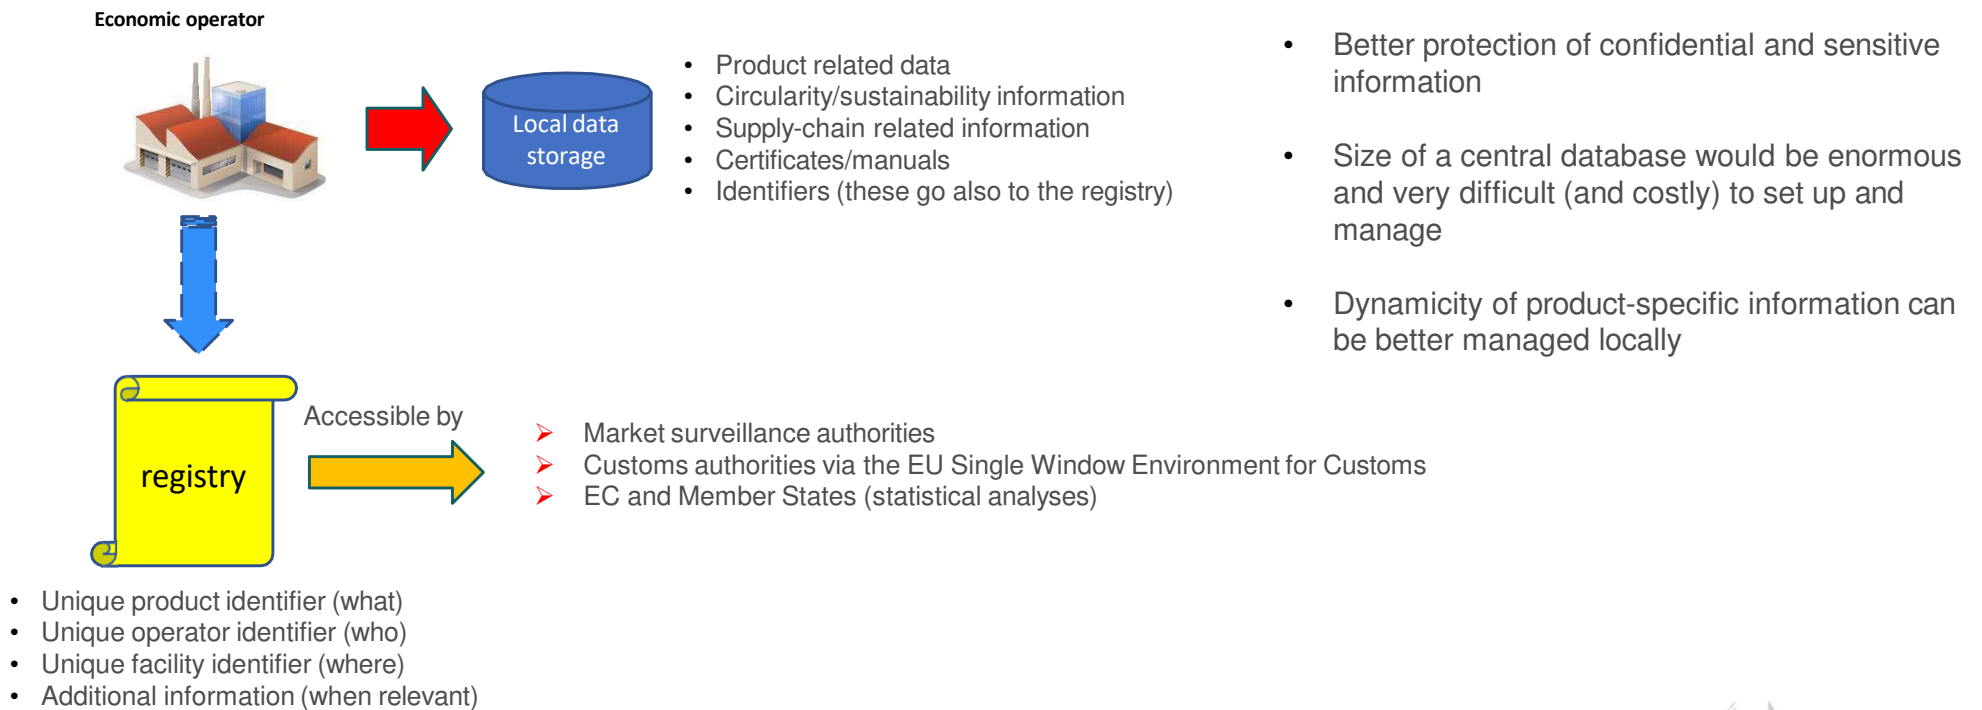 Economic operator
Local data
storage
• Product related data
• Circularity/sustainability information
• Supply-chain related information
• Certificates/manuals
• Identifiers (these go also to the registry)
• Better protection of confidential and sensitive
information
• Size of a central database would be enormous
and very difficult (and costly) to set up and
manage
• Dynamicity of product-specific information can
be better managed locally
registry
Accessible by
➢ Market surveillance authorities
➢ Customs authorities via the EU Single Window Environment for Customs
➢ EC and Member States (statistical analyses)
• Unique product identifier (what)
• Unique operator identifier (who)
• Unique facility identifier (where)
• Additional information (when relevant)